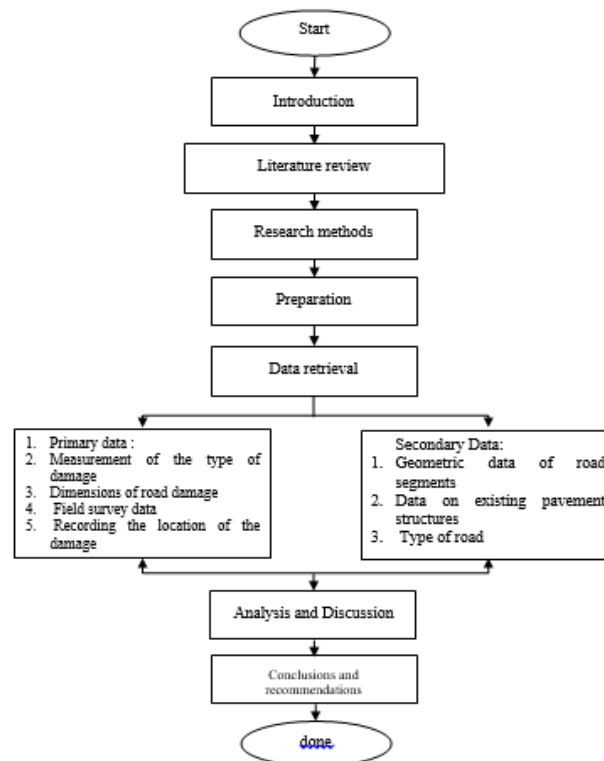 Start
Introduction
Literature review
Research methods
Preparation
Data retrieval
1. Primary data :
2. Measurement of the type of
damage
3. Dimensions of road damage
4. Field survey data
5. Recording the location of the
damage
Secondary Data:
1. Geometric data of road
segments
2. Data on existing pavement
structures
3. Type of road
Analysis and Discussion
Conclusions and
recommendations
done.